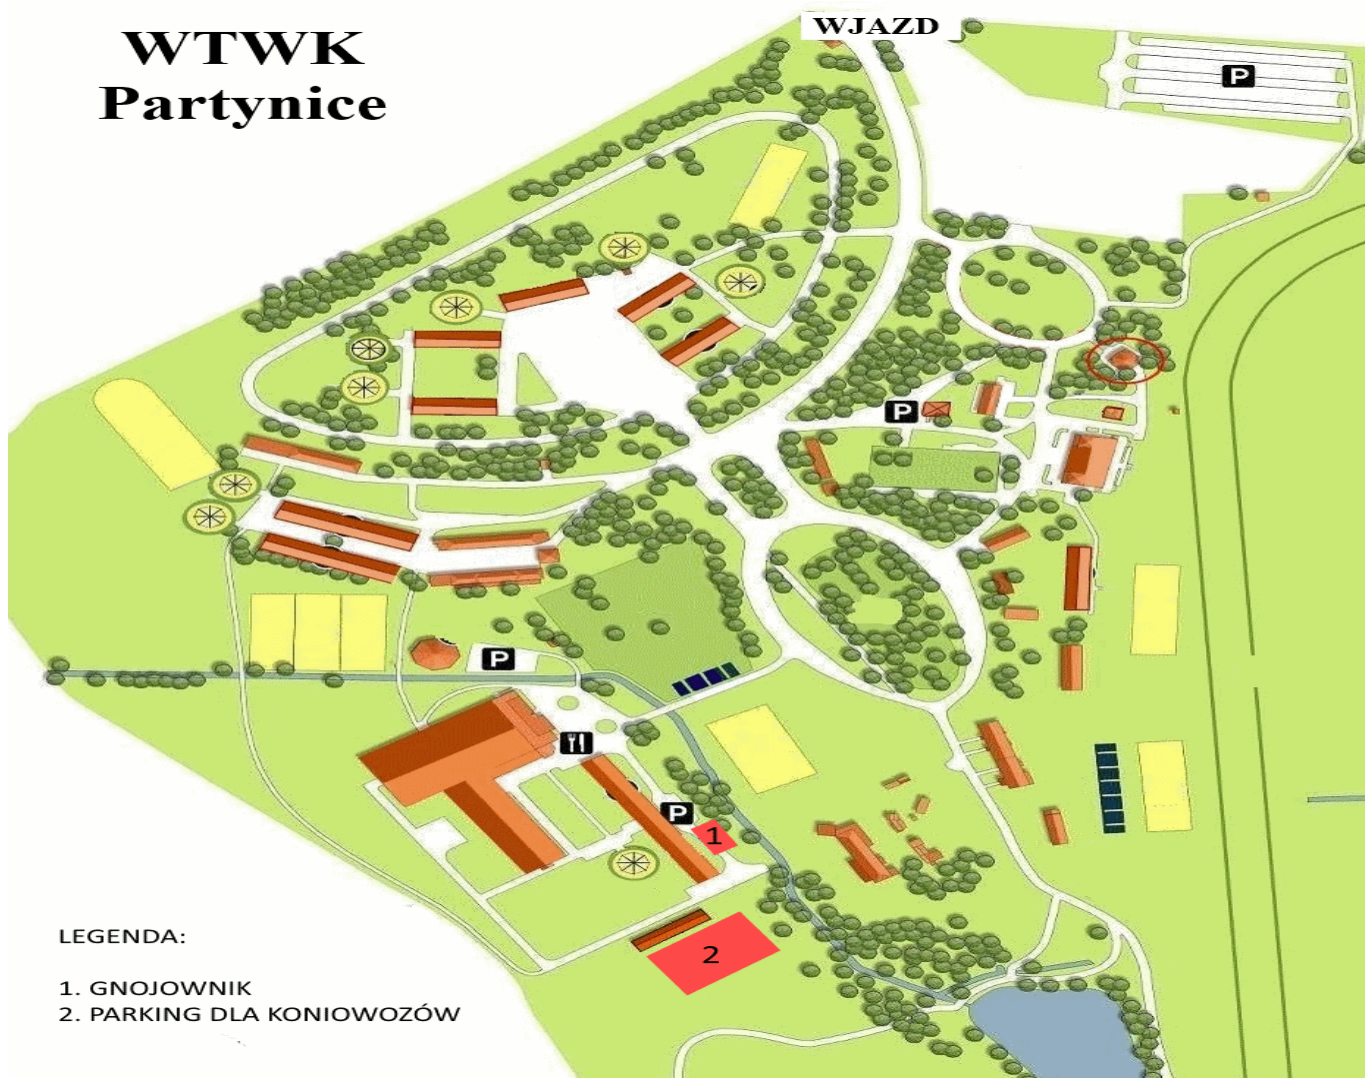 WJAZD
WTWK
Partynice
P
P
P
P
1
2
LEGENDA:
1. GNOJOWNIK
2. PARKING DLA KONIOWOZÓW